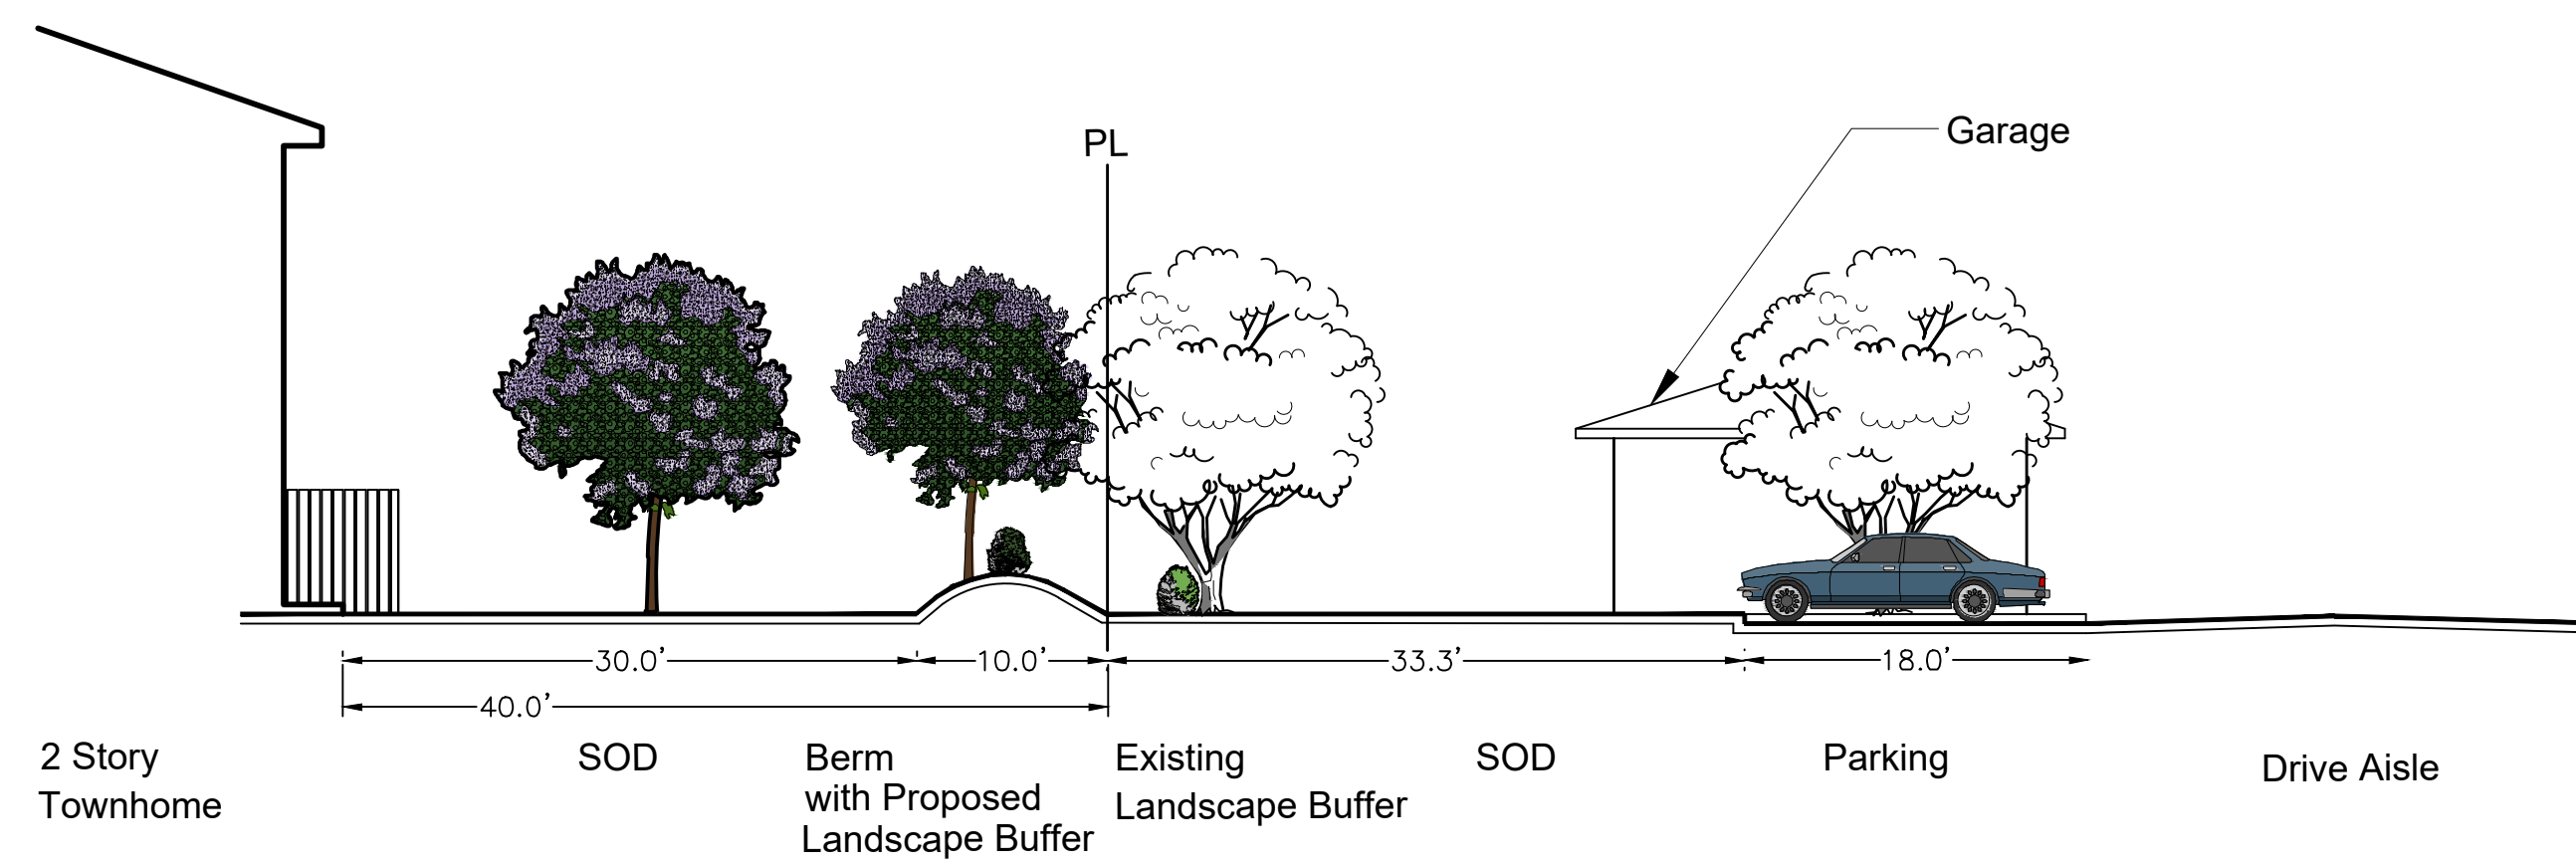 PL
Garage
30.0'
10.0'
33.3'
18.0'
40.0'
2 Story
Townhome
SOD
Berm
with Proposed
Landscape Buffer
Existing
Landscape Buffer
SOD
Parking
Drive Aisle